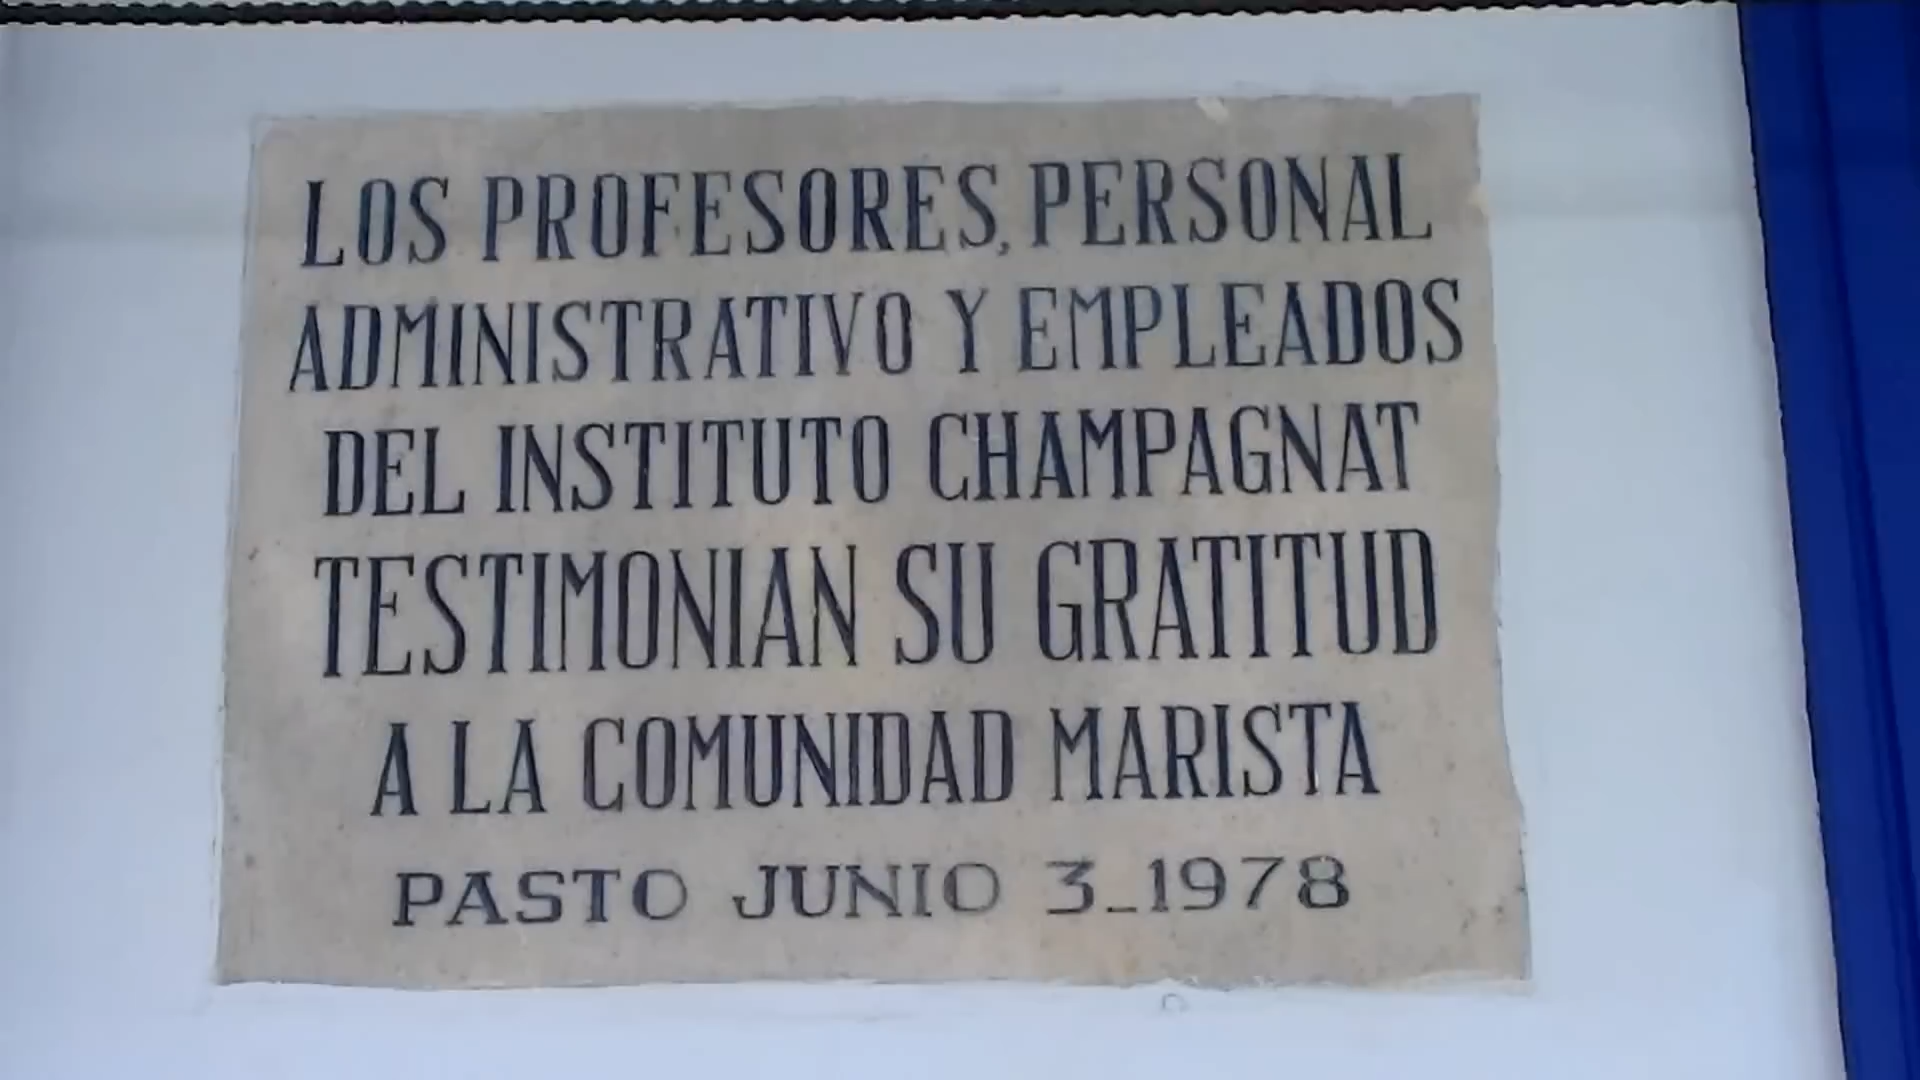 LOS PROFESORES, PERSONAL
ADMINISTRATIVO Y EMPLEADOS
DEL INSTITUTO CHAMPAGNAT
TESTIMONIAN SU GRATITUD
A LA COMUNIDAD MARISTA
PASTO JUNIO 3_1978